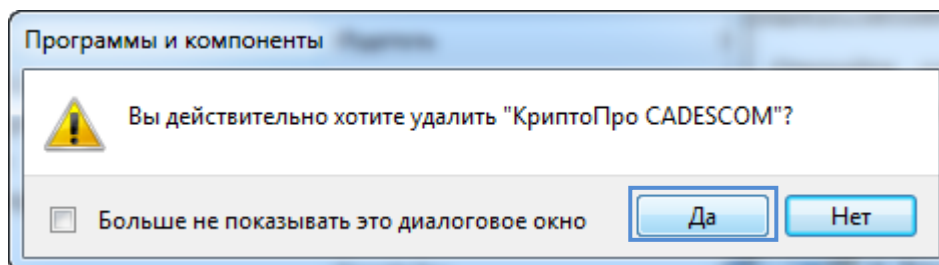 Программы и компоненты
Вы действительно хотите удалить "КриптоПро CADESCOM"?
Больше не показывать это диалоговое окно
Да
Нет